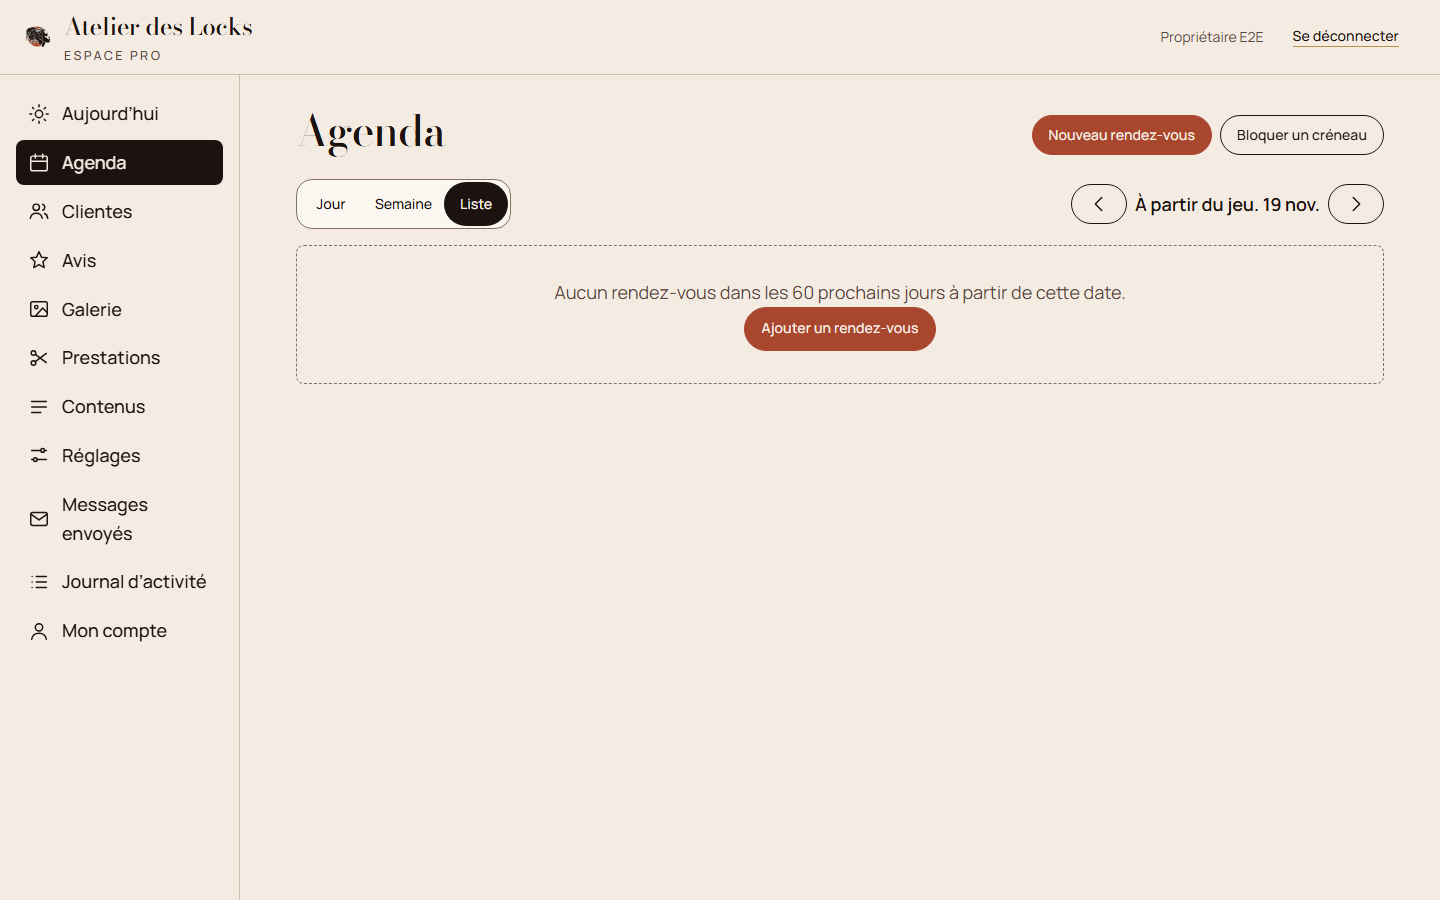 Atelier des Locks
ESPACE PRO
Propriétaire E2E
Se déconnecter
Aujourd’hui
Agenda
Clientes
Avis
Galerie
Prestations
Contenus
Réglages
Messages
envoyés
Journal d’activité
Mon compte
Agenda
Nouveau rendez-vous
Bloquer un créneau
Jour
Semaine
Liste
À partir du jeu. 19 nov.
Aucun rendez-vous dans les 60 prochains jours à partir de cette date.
Ajouter un rendez-vous